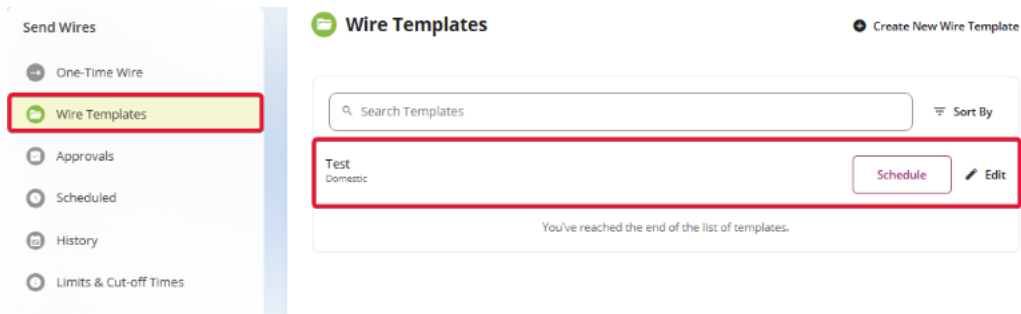 Send Wires
One-Time Wire
Wire Templates
Approvals
Scheduled
History
Limits & Cut-off Times
Wire Templates
Create New Wire Template
Search Templates
Sort By
Test
Domestic
Schedule
Edit
You've reached the end of the list of templates.